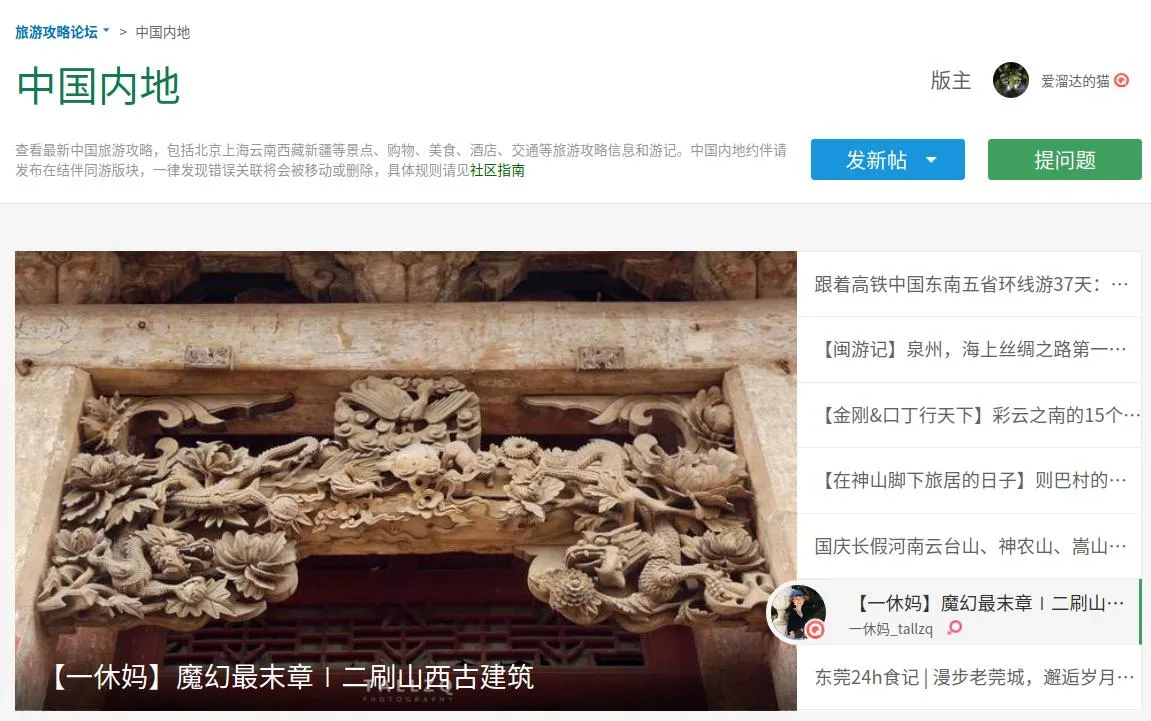 旅游攻略论坛 > 中国内地
中国内地
版主 爱溜达的猫
查看最新中国旅游攻略，包括北京上海云南西藏新疆等景点、购物、美食、酒店、交通等旅游攻略信息和游记。中国内地约伴请
发布在结伴同游版块，一律发现错误关联将会被移动或删除，具体规则请见社区指南
发新帖
提问题
【一休妈】魔幻最末章∣二刷山西古建筑
TALLZQ
PHOTOGRAPHY
跟着高铁中国东南五省环线游37天：…
【闽游记】泉州，海上丝绸之路第一…
【金刚&口丁行天下】彩云之南的15个…
【在神山脚下旅居的日子】则巴村的…
国庆长假河南云台山、神农山、嵩山…
【一休妈】魔幻最末章∣二刷山…
一休妈_tallzq
东莞24h食记 | 漫步老莞城，邂逅岁月…